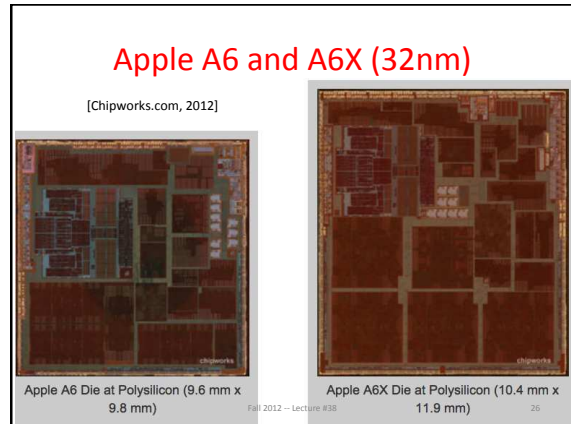 Apple A6 and A6X (32nm)
[Chipworks.com, 2012]
chipworks
chipworks
Apple A6 Die at Polysilicon (9.6 mm x
9.8 mm)
Apple A6X Die at Polysilicon (10.4 mm x
11.9 mm)
Fall 2012 -- Lecture #38
26